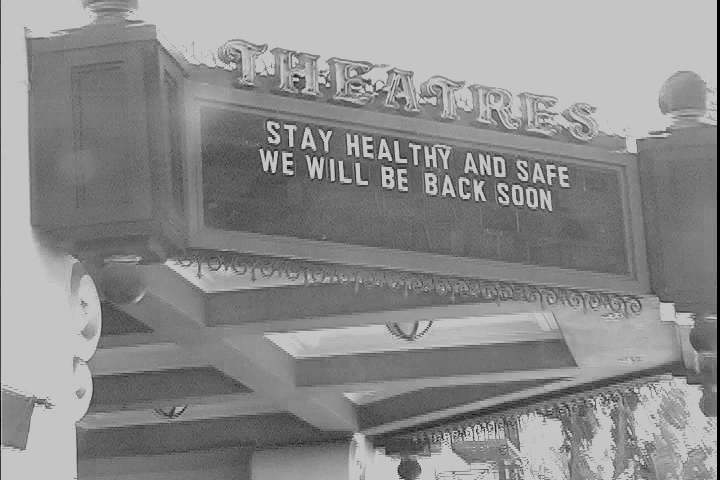 THEATRES
STAY HEALTHY AND SAFE
WE WILL BE BACK SOON